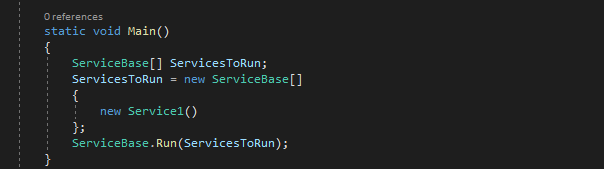 0 references
static void Main()
{
ServiceBase[] ServicesToRun;
ServicesToRun = new ServiceBase[]
{
new Service1()
};
ServiceBase.Run(ServicesToRun);
}